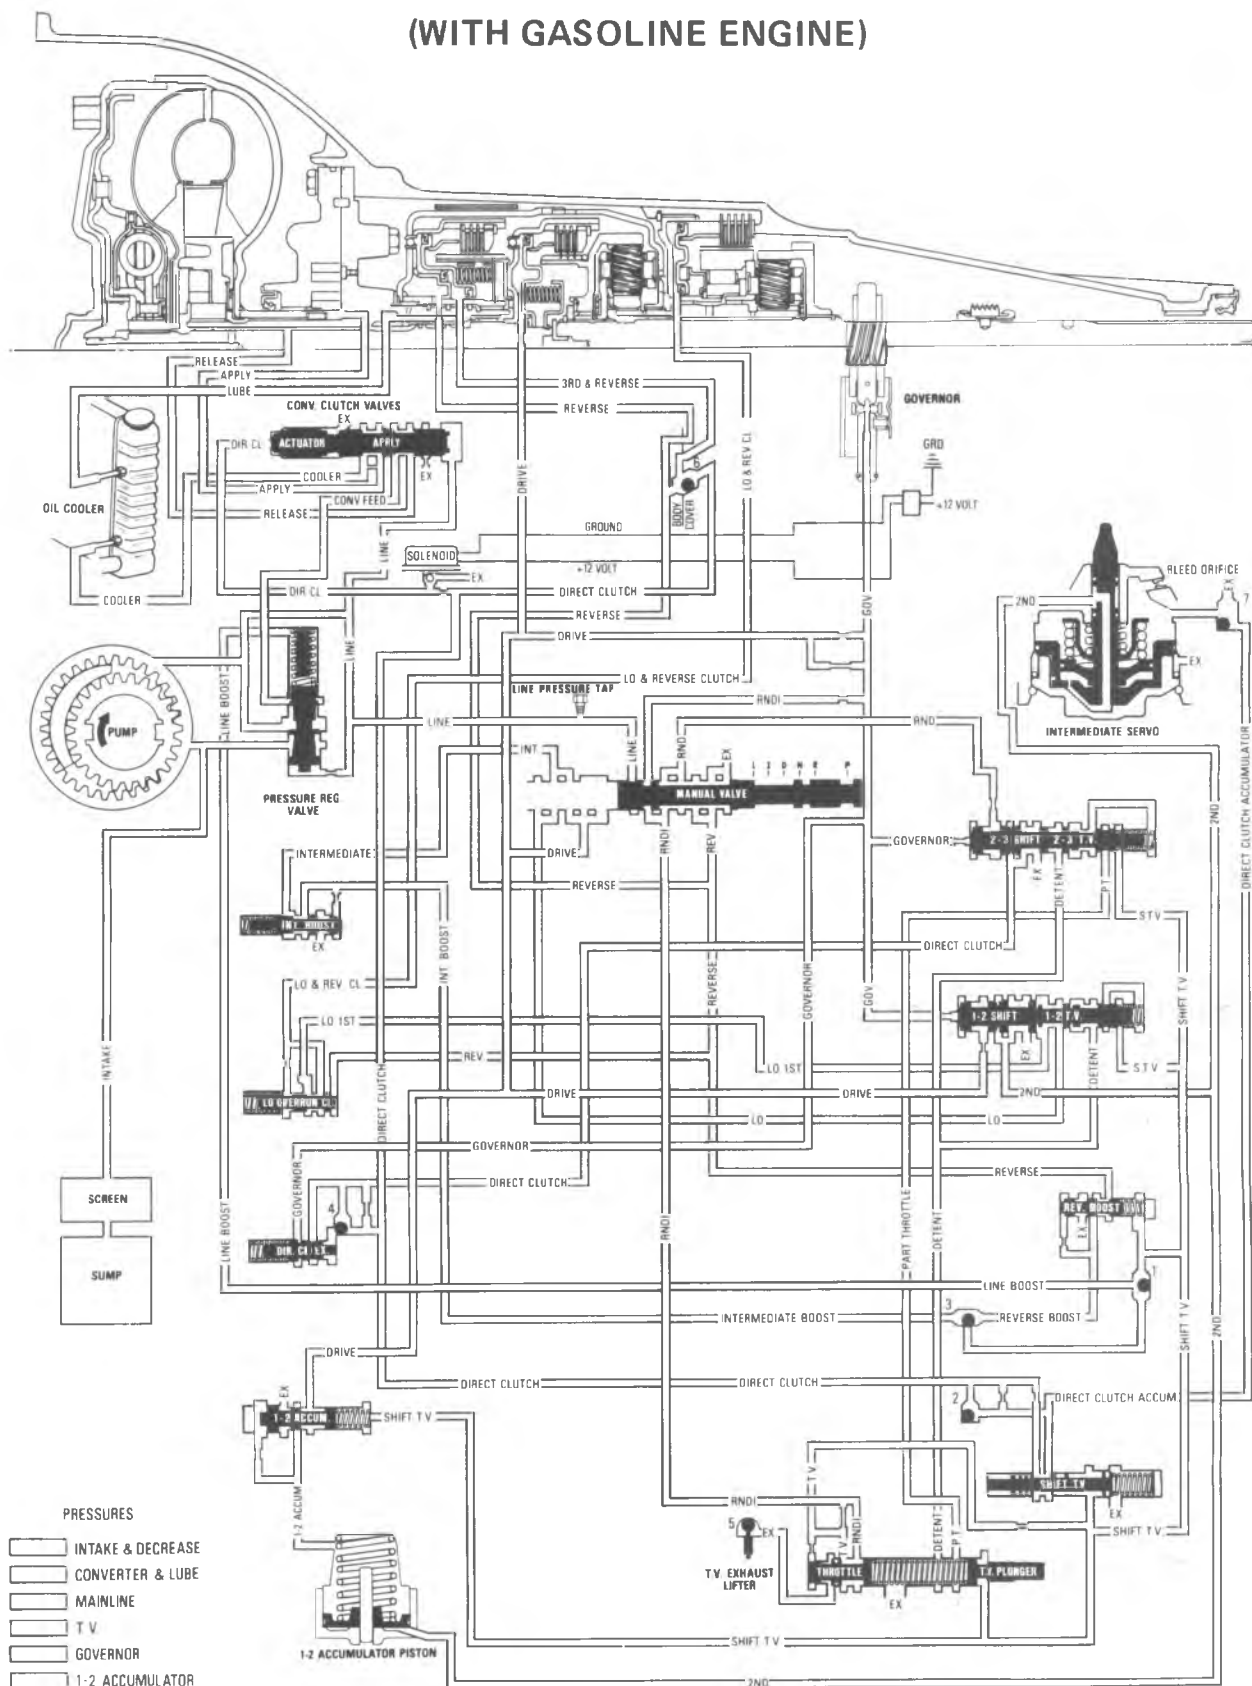 (WITH GASOLINE ENGINE)
RELEASE
APPLY
LUBE
3RD & REVERSE
REVERSE
CONV. CLUTCH VALVES
EX
DIR CL
ACTUATOR
APPLY
EX
COOLER
APPLY
CONV FEED
RELEASE
OIL COOLER
COOLER
DRIVE
LO & REV CL
GOVERNOR
GRD
+12 VOLT
6
BODY COVER
GROUND
LINE
SOLENOID
+12 VOLT
EX
DIR CL
DIRECT CLUTCH
REVERSE
GOV
DRIVE
2ND
BLEED ORIFICE
EX
7
EX
INTERMEDIATE SERVO
DIRECT CLUTCH ACCUMULATOR
LINE BOOST
LINE
PUMP
PRESSURE REG VALVE
LO & REVERSE CLUTCH
LINE PRESSURE TAP
RNDI
LINE
INT
LINE
RND
EX
RND
L I D N R P
MANUAL VALVE
RNDI
REV
DRIVE
REVERSE
INTERMEDIATE
INT. BOOST
EX
GOVERNOR
2-3 SHIFT
2-3 T.V.
EX
DETENT
PT
S.T.V.
2ND
2ND
DIRECT CLUTCH
INT BOOST
REVERSE
GOVERNOR
GOV
LO & REV CL
LO 1ST
REV
LO OVERRUN CL.
DIRECT CLUTCH
1-2 SHIFT
1-2 T.V.
EX
DETENT
S.T.V.
SHIFT T.V.
LO 1ST
DRIVE
DRIVE
2ND
LO
LO
INTAKE
GOVERNOR
GOVERNOR
DIRECT CLUTCH
4
DIR CL EX
REVERSE
REV. BOOST
EX
SCREEN
SUMP
LINE BOOST
RNDI
PART THROTTLE
DETENT
LINE BOOST
1
INTERMEDIATE BOOST
3
REVERSE BOOST
SHIFT T.V.
2ND
DRIVE
DIRECT CLUTCH
DIRECT CLUTCH
2
DIRECT CLUTCH ACCUM.
EX
1-2 ACCUM.
SHIFT T.V.
1-2 ACCUM
T.V.
SHIFT T.V.
EX
SHIFT T.V.
RNDI
RNDI
5
EX
T.V. EXHAUST LIFTER
T.V.
RNDI
DETENT
P.T.
THROTTLE
T.V. PLUNGER
EX
1-2 ACCUMULATOR PISTON
SHIFT T.V.
2ND
PRESSURES
INTAKE & DECREASE
CONVERTER & LUBE
MAINLINE
T V
GOVERNOR
1-2 ACCUMULATOR